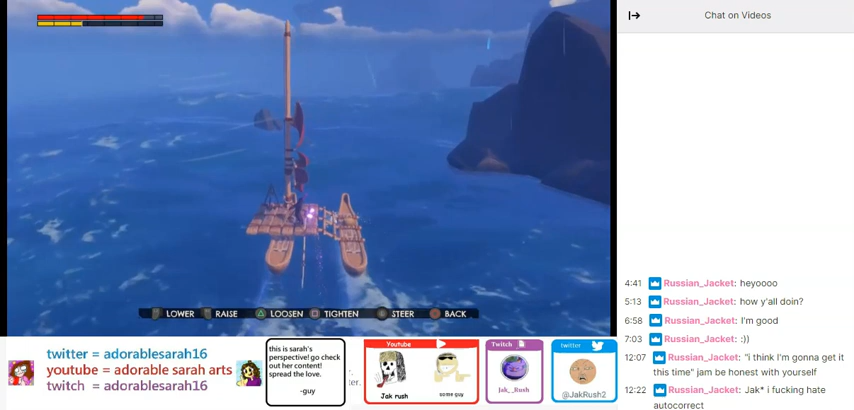 Chat on Videos
LOWER RAISE LOOSEN TIGHTEN STEER BACK
4:41 Russian_Jacket: heyoooo
5:13 Russian_Jacket: how y'all doin?
6:58 Russian_Jacket: I'm good
7:03 Russian_Jacket: :))
12:07 Russian_Jacket: "i think I'm gonna get it
this time" jam be honest with yourself
12:22 Russian_Jacket: Jak* i fucking hate
autocorrect
twitter = adorablesarah16
youtube = adorable sarah arts
twitch = adorablesarah16
this is sarah's
perspective! go check
out her content!
spread the love.
-guy
Youtube
Jak rush
some guy
Twitch
Jak_Rush
twitter
@JakRush2